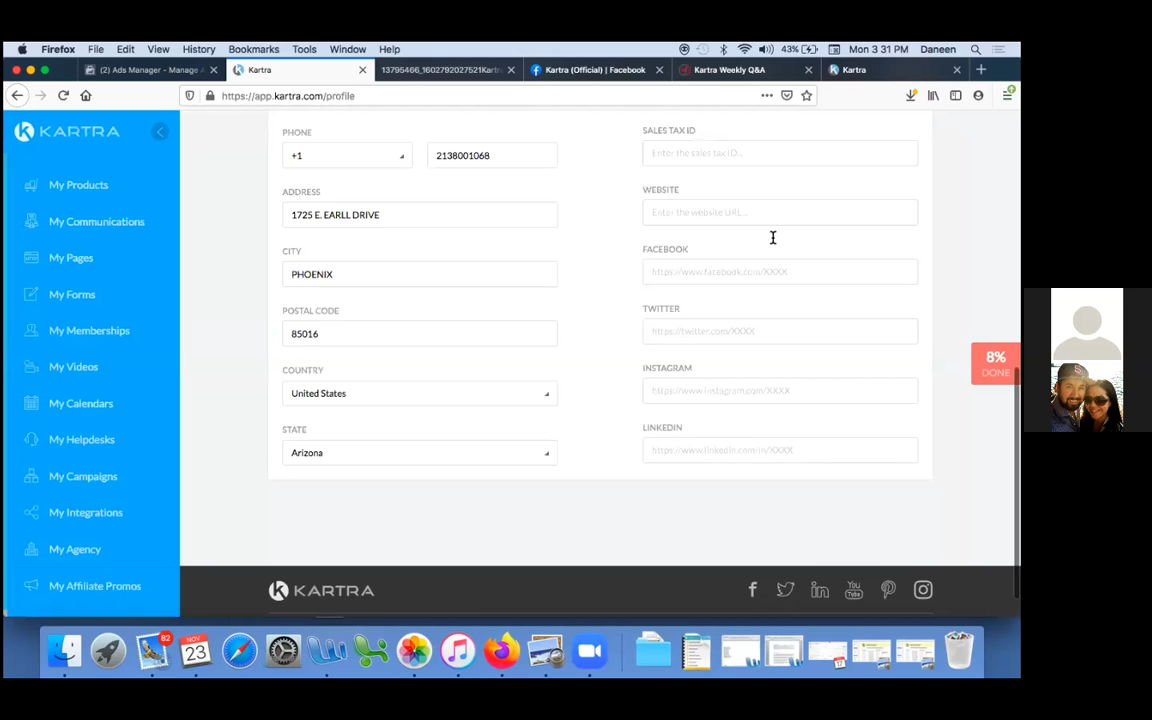 Firefox File Edit View History Bookmarks Tools Window Help 43% Mon 3 31 PM Daneen
(2) Ads Manager - Manage A Kartra 13795466_1602792027521Kartr Kartra (Official) | Facebook Kartra Weekly Q&A Kartra
https://app.kartra.com/profile
KARTRA
My Products
My Communications
My Pages
My Forms
My Memberships
My Videos
My Calendars
My Helpdesks
My Campaigns
My Integrations
My Agency
My Affiliate Promos
PHONE
+1 2138001068
ADDRESS
1725 E. EARLL DRIVE
CITY
PHOENIX
POSTAL CODE
85016
COUNTRY
United States
STATE
Arizona
SALES TAX ID
Enter the sales tax ID...
WEBSITE
Enter the website URL...
FACEBOOK
https://www.facebook.com/XXXX
TWITTER
https://twitter.com/XXXX
INSTAGRAM
https://www.instagram.com/XXXX
LINKEDIN
https://www.linkedin.com/in/XXXX
8%
DONE
KARTRA
You
Tube
82
NOV
23
17